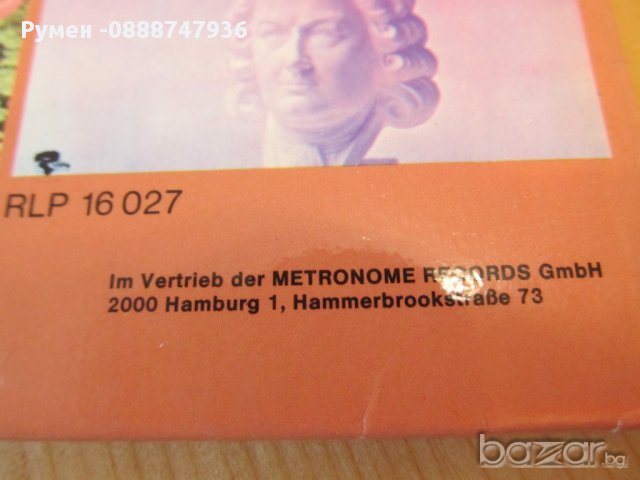 Румен -0888747936
RLP 16 027
Im Vertrieb der METRONOME RECORDS GmbH
2000 Hamburg 1, Hammerbrookstraße 73
bazar.bg